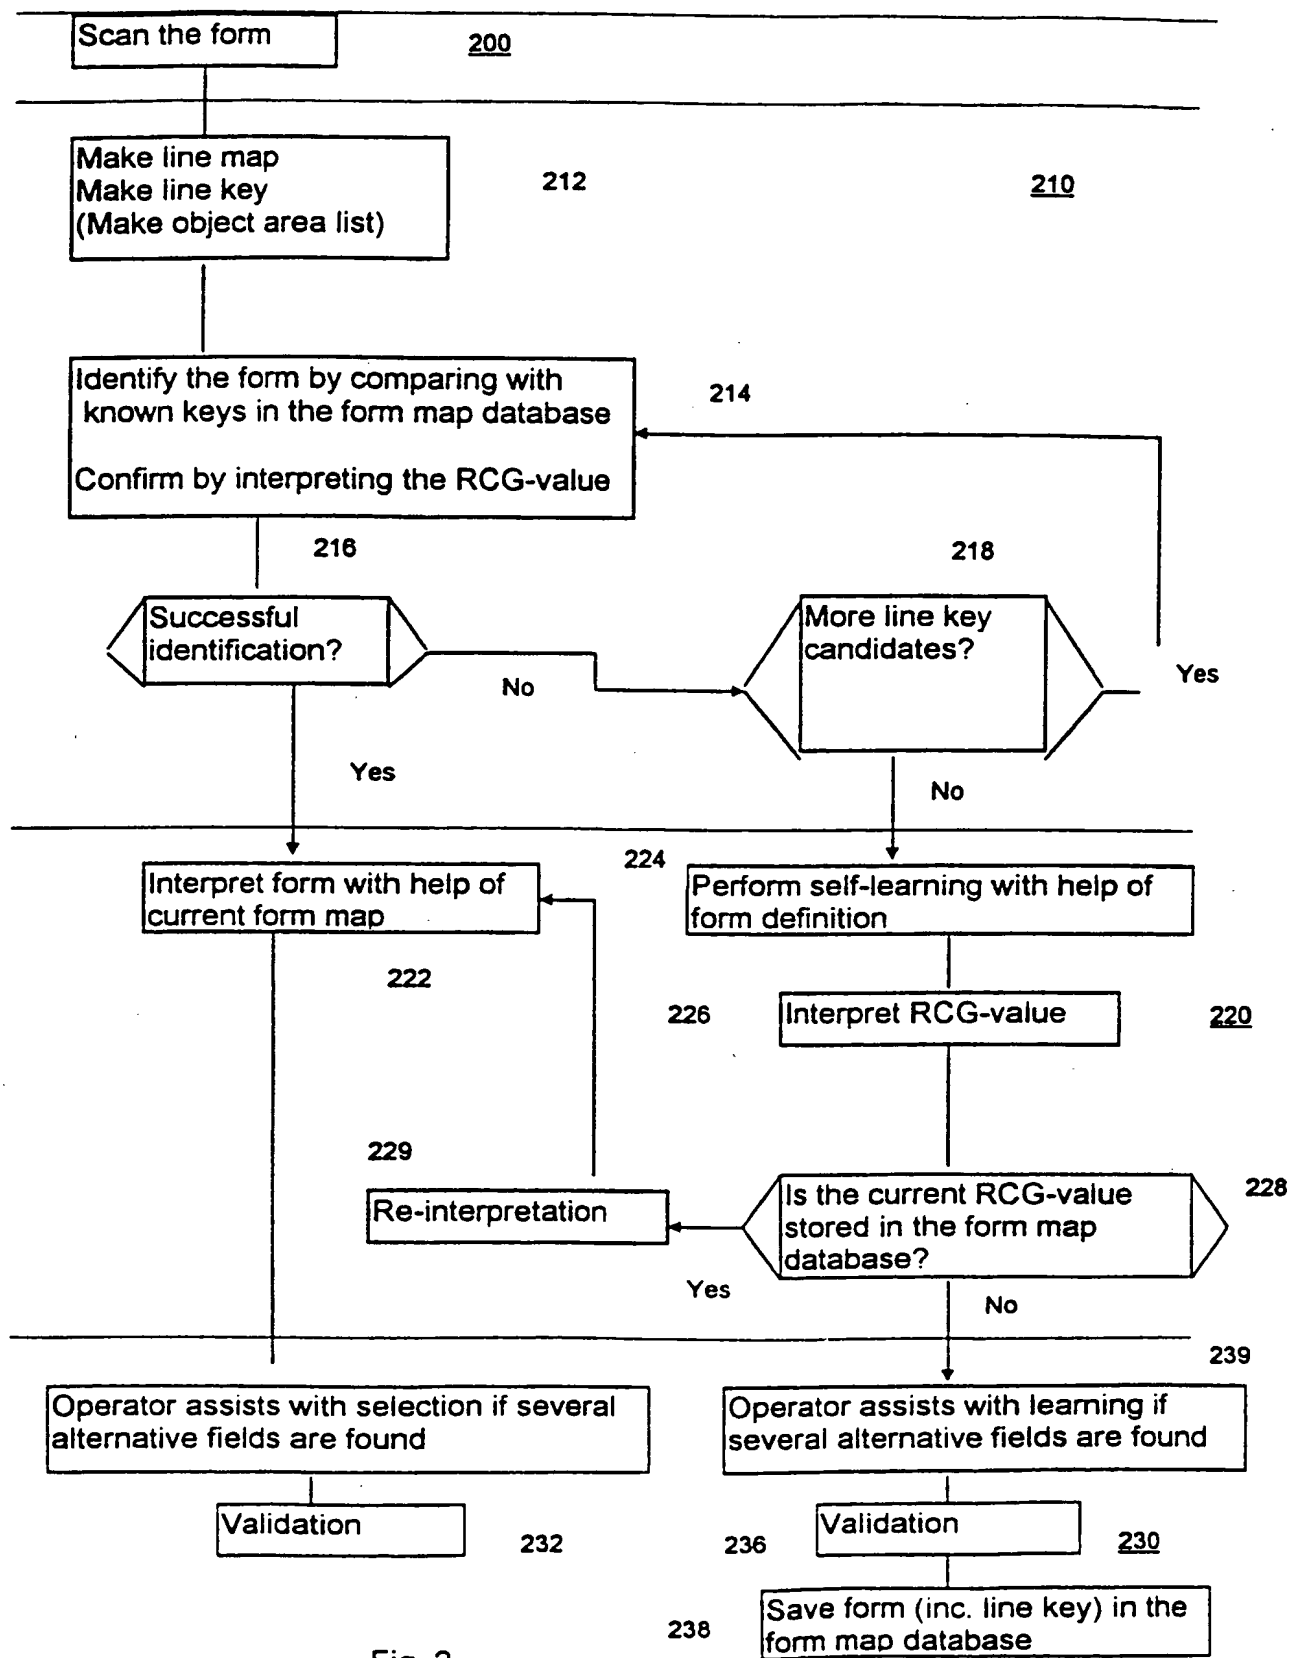 Scan the form
200
Make line map
Make line key
(Make object area list)
212
210
Identify the form by comparing with
known keys in the form map database
Confirm by interpreting the RCG-value
214
216
218
Successful
identification?
More line key
candidates?
No
Yes
Yes
No
224
Interpret form with help of
current form map
Perform self-learning with help of
form definition
222
226
Interpret RCG-value
220
229
Re-interpretation
Is the current RCG-value
stored in the form map
database?
228
Yes
No
239
Operator assists with selection if several
alternative fields are found
Operator assists with learning if
several alternative fields are found
Validation
232
236
Validation
230
238
Save form (inc. line key) in the
form map database